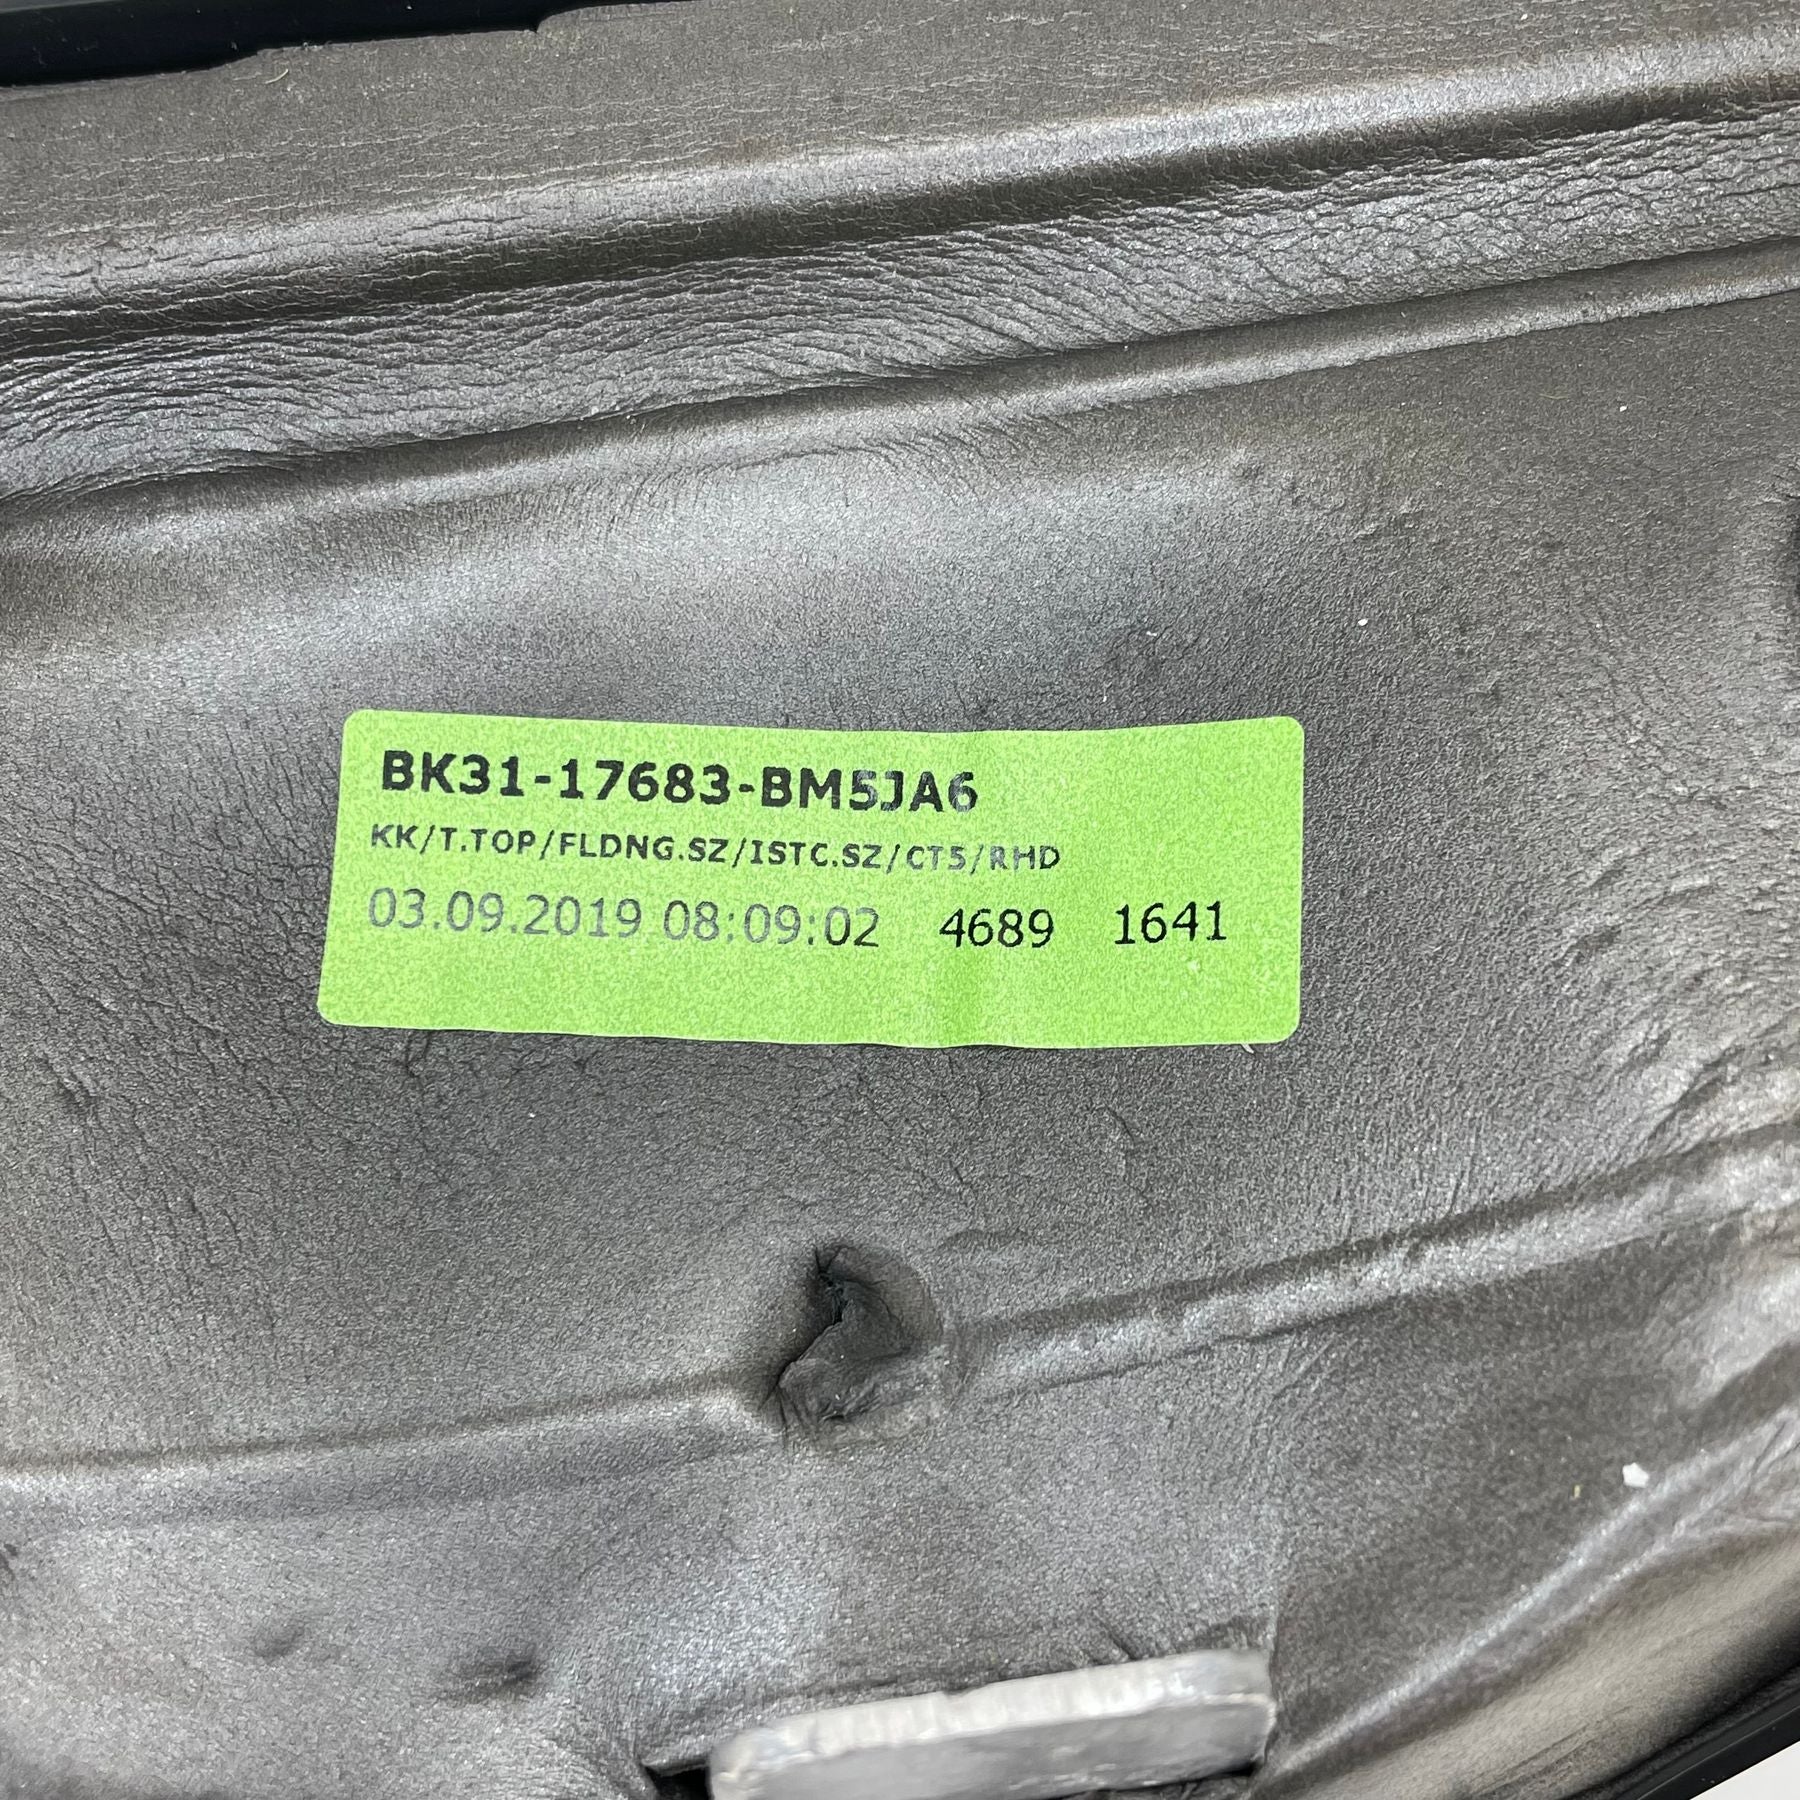 BK31-17683-BM5JA6
KK/T.TOP/FLDNG.SZ/ISTC.SZ/CT5/RHD
03.09.2019 08:09:02 4689 1641